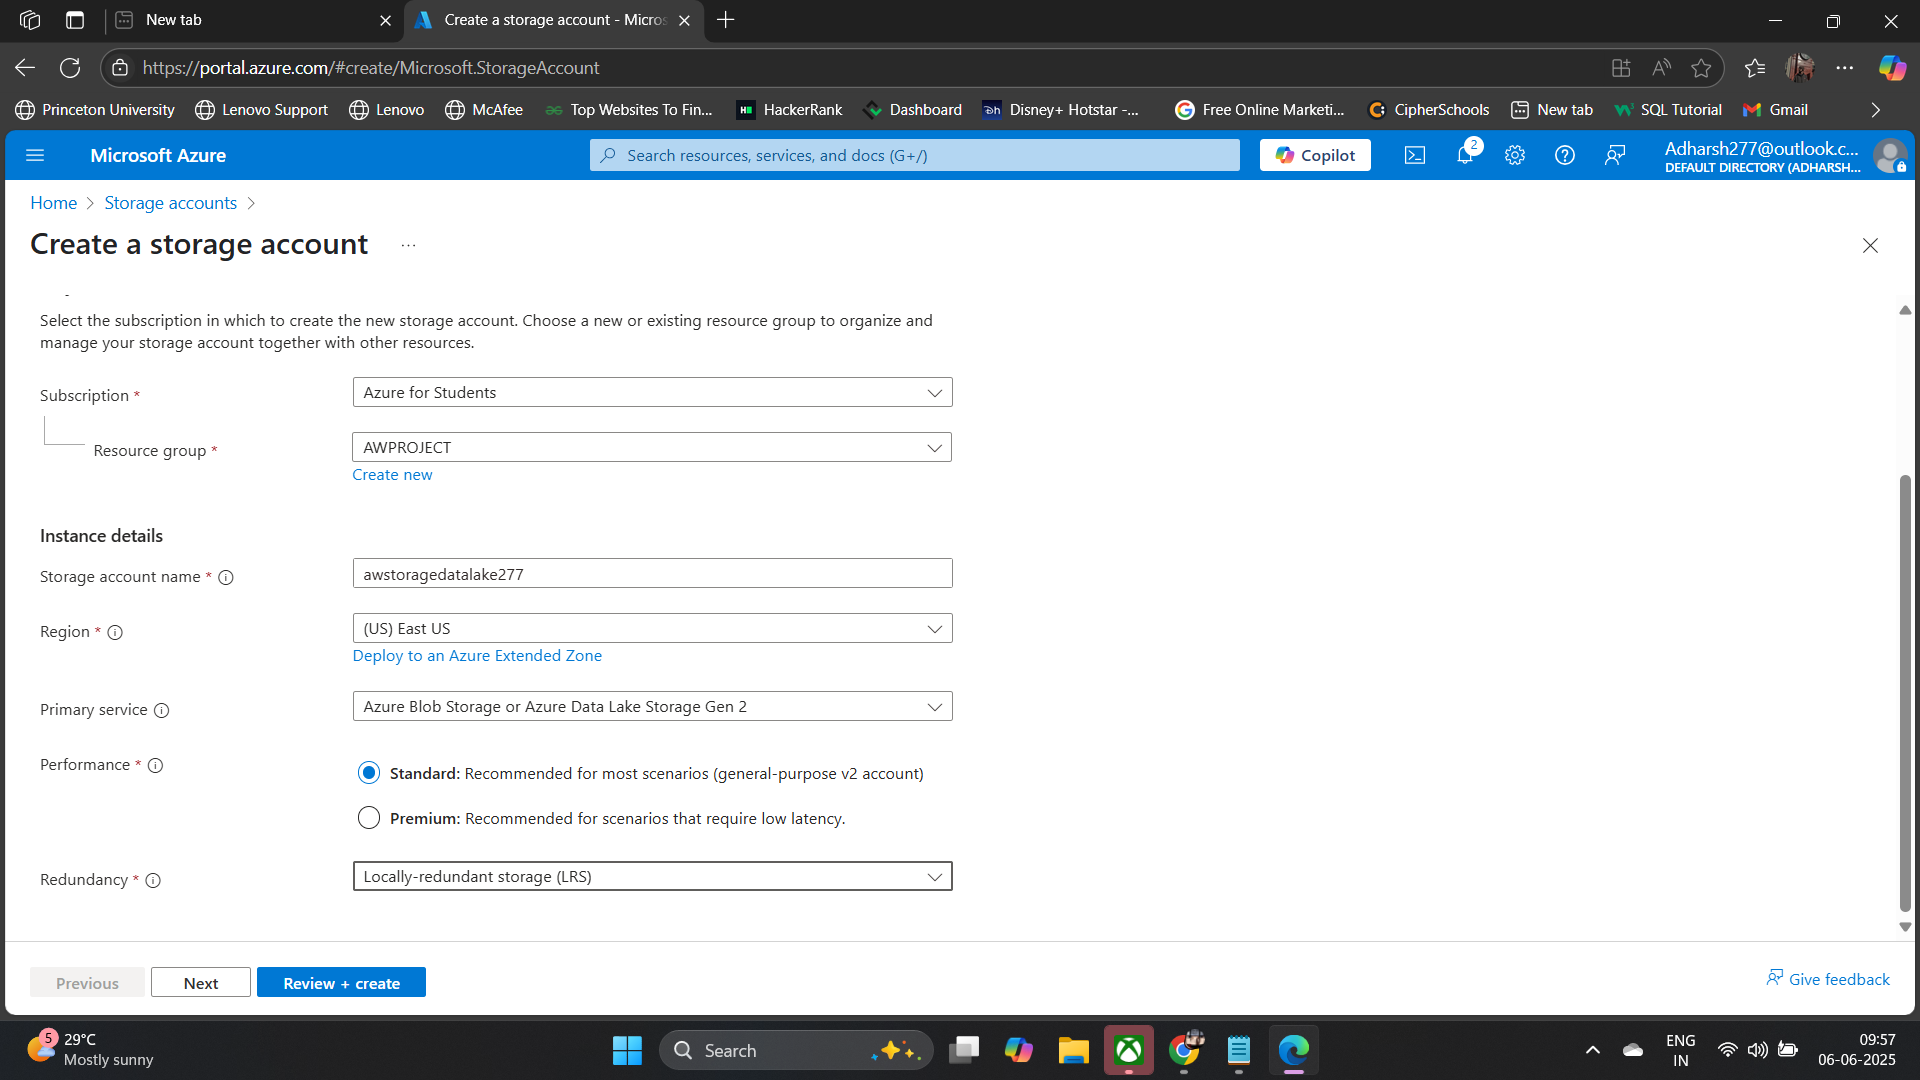 New tab
Create a storage account - Micros
https://portal.azure.com/#create/Microsoft.StorageAccount
Princeton University
Lenovo Support
Lenovo
McAfee
Top Websites To Fin...
HackerRank
Dashboard
Disney+ Hotstar -...
Free Online Marketi...
CipherSchools
New tab
SQL Tutorial
Gmail
Microsoft Azure
Search resources, services, and docs (G+/)
Copilot
2
Adharsh277@outlook.c...
DEFAULT DIRECTORY (ADHARSH...
Home > Storage accounts >
Create a storage account ...
Select the subscription in which to create the new storage account. Choose a new or existing resource group to organize and
manage your storage account together with other resources.
Subscription *
Azure for Students
Resource group *
AWPROJECT
Create new
Instance details
Storage account name *
awstoragedatalake277
Region *
(US) East US
Deploy to an Azure Extended Zone
Primary service
Azure Blob Storage or Azure Data Lake Storage Gen 2
Performance *
Standard: Recommended for most scenarios (general-purpose v2 account)
Premium: Recommended for scenarios that require low latency.
Redundancy *
Locally-redundant storage (LRS)
Previous
Next
Review + create
Give feedback
5
29°C
Mostly sunny
Search
ENG
IN
09:57
06-06-2025